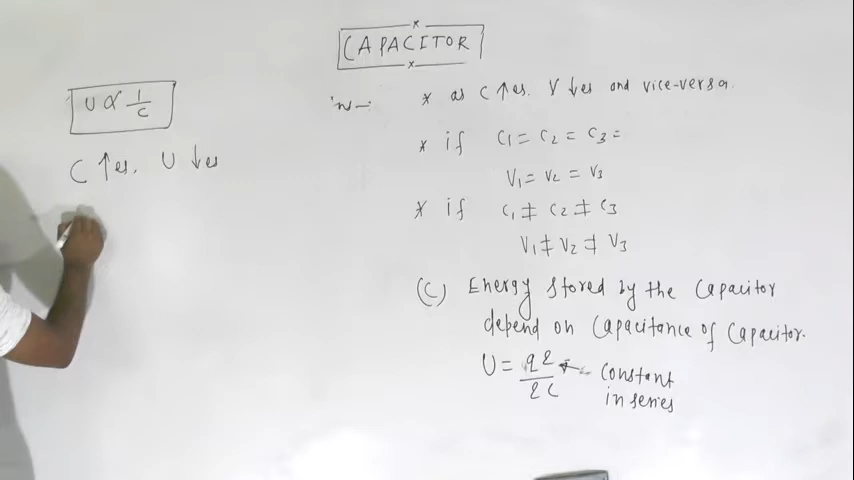 CAPACITOR
U ∝ 1/C
C ↑es. U ↓es
* as C ↑es. V ↓es and vice-versa.
* if C1 = C2 = C3 =
V1 = V2 = V3
* if C1 ≠ C2 ≠ C3
V1 ≠ V2 ≠ V3
(C) Energy stored by the capacitor
depend on capacitance of capacitor.
U = q2/2C ← constant
in series